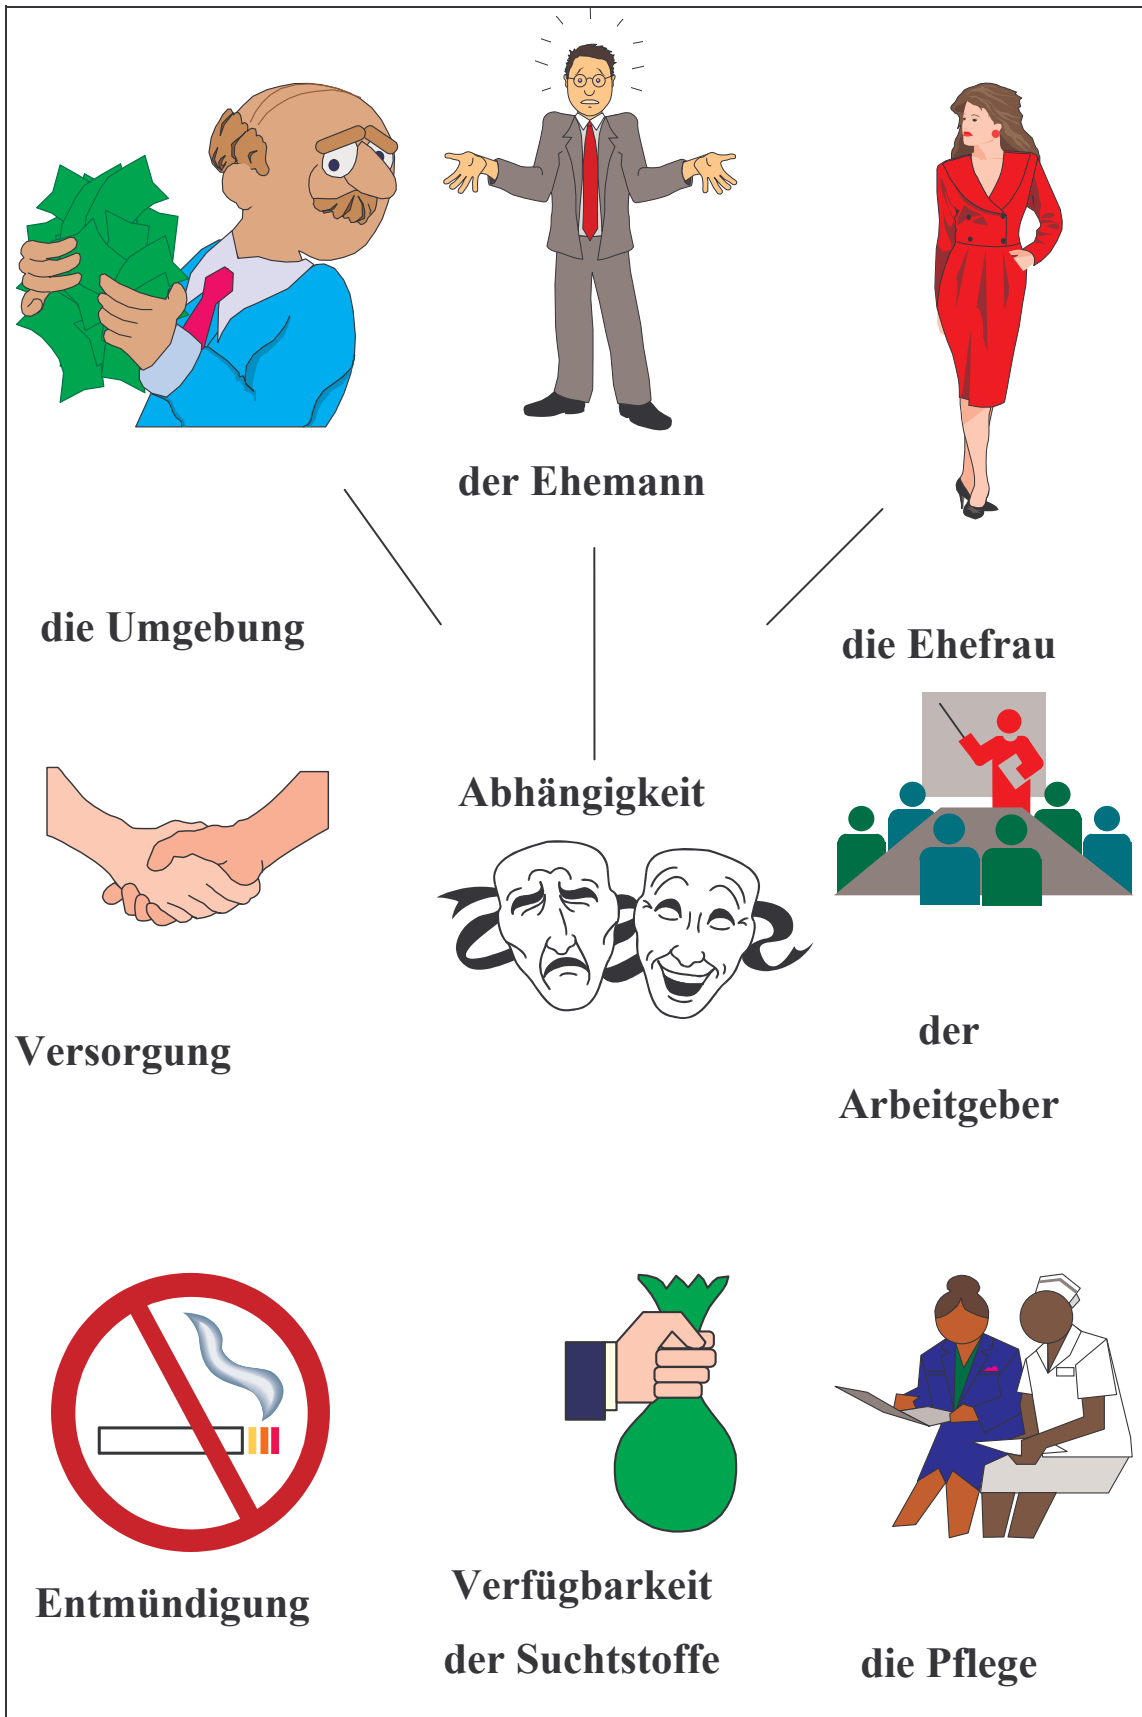 der Ehemann
die Umgebung
die Ehefrau
Abhängigkeit
Versorgung
der
Arbeitgeber
Entmündigung
Verfügbarkeit
der Suchtstoffe
die Pflege